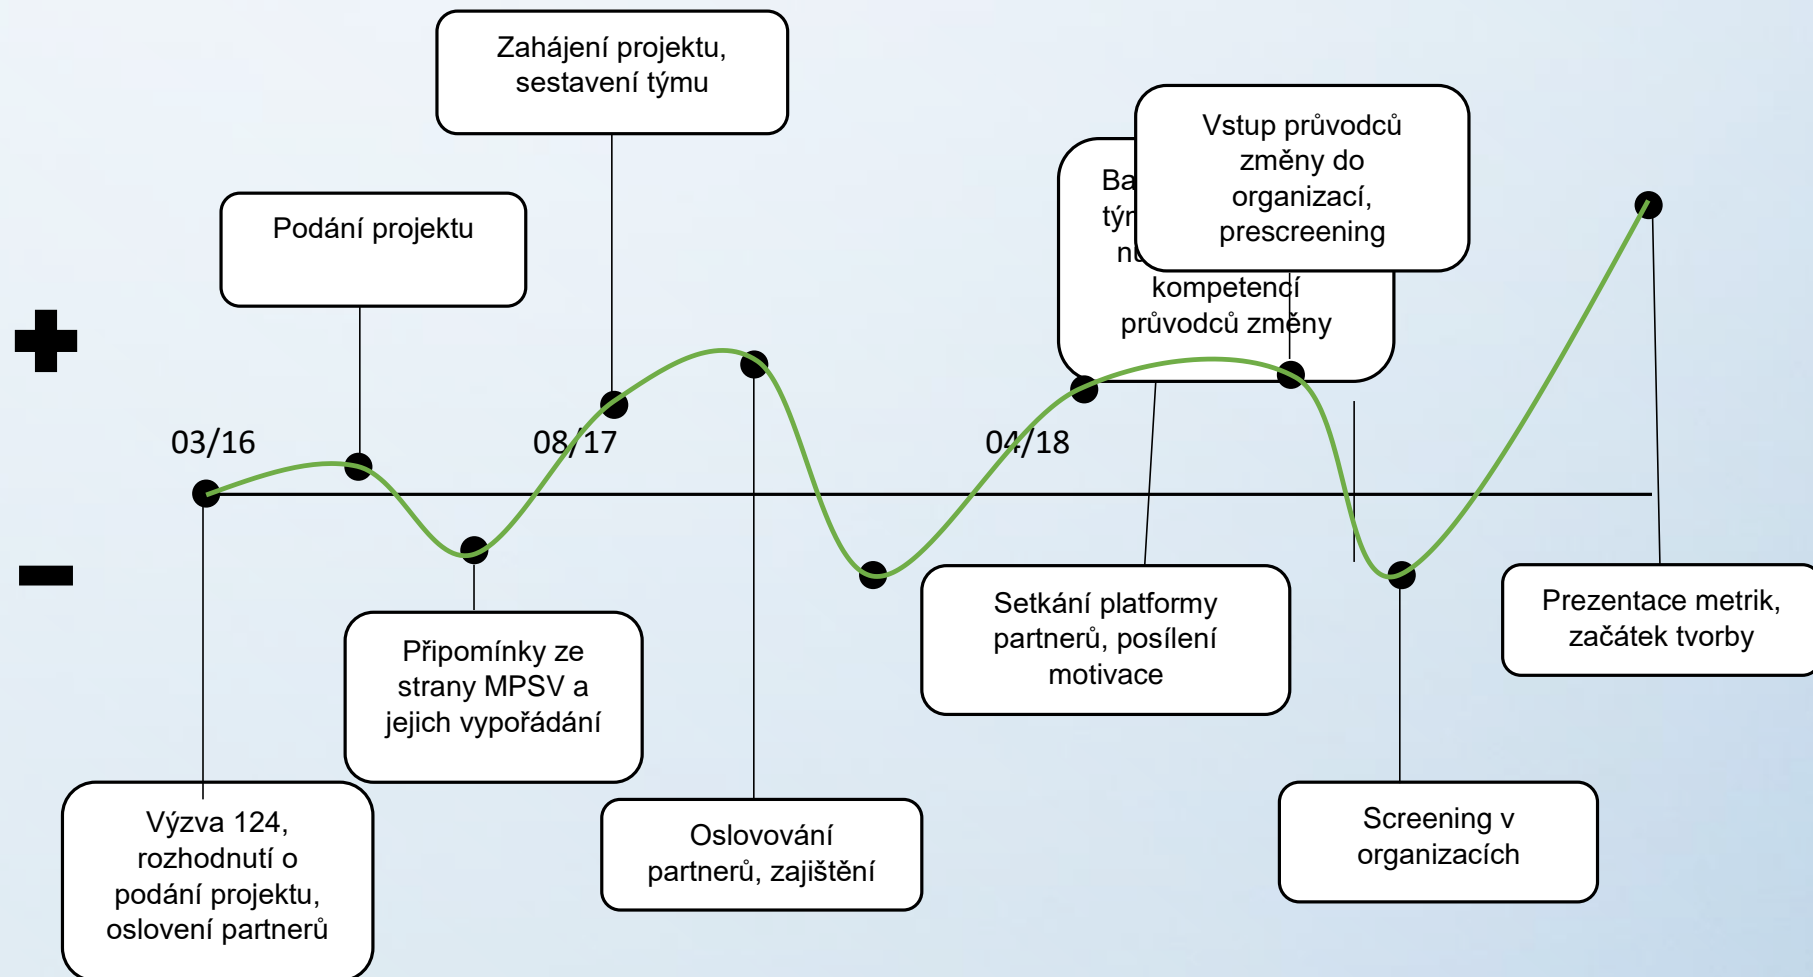 Zahájení projektu,
sestavení týmu
Vstup průvodců
změny do
organizací,
prescreening
Podání projektu
kompetencí
průvodců změny
+
03/16
08/17
04/18
-
Setkání platformy
partnerů, posílení
motivace
Prezentace metrik,
začátek tvorby
Připomínky ze
strany MPSV a
jejich vypořádání
Výzva 124,
rozhodnutí o
podání projektu,
oslovení partnerů
Oslovování
partnerů, zajištění
Screening v
organizacích